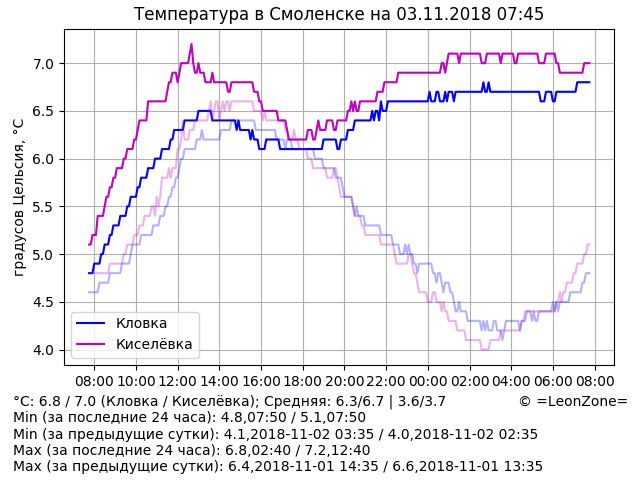 Температура в Смоленске на 03.11.2018 07:45
градусов Цельсия, °C
7.0
6.5
6.0
5.5
5.0
4.5
4.0
Кловка
Киселёвка
08:00 10:00 12:00 14:00 16:00 18:00 20:00 22:00 00:00 02:00 04:00 06:00 08:00
°C: 6.8 / 7.0 (Кловка / Киселёвка); Средняя: 6.3/6.7 | 3.6/3.7 © =LeonZone=
Min (за последние 24 часа): 4.8,07:50 / 5.1,07:50
Min (за предыдущие сутки): 4.1,2018-11-02 03:35 / 4.0,2018-11-02 02:35
Max (за последние 24 часа): 6.8,02:40 / 7.2,12:40
Max (за предыдущие сутки): 6.4,2018-11-01 14:35 / 6.6,2018-11-01 13:35